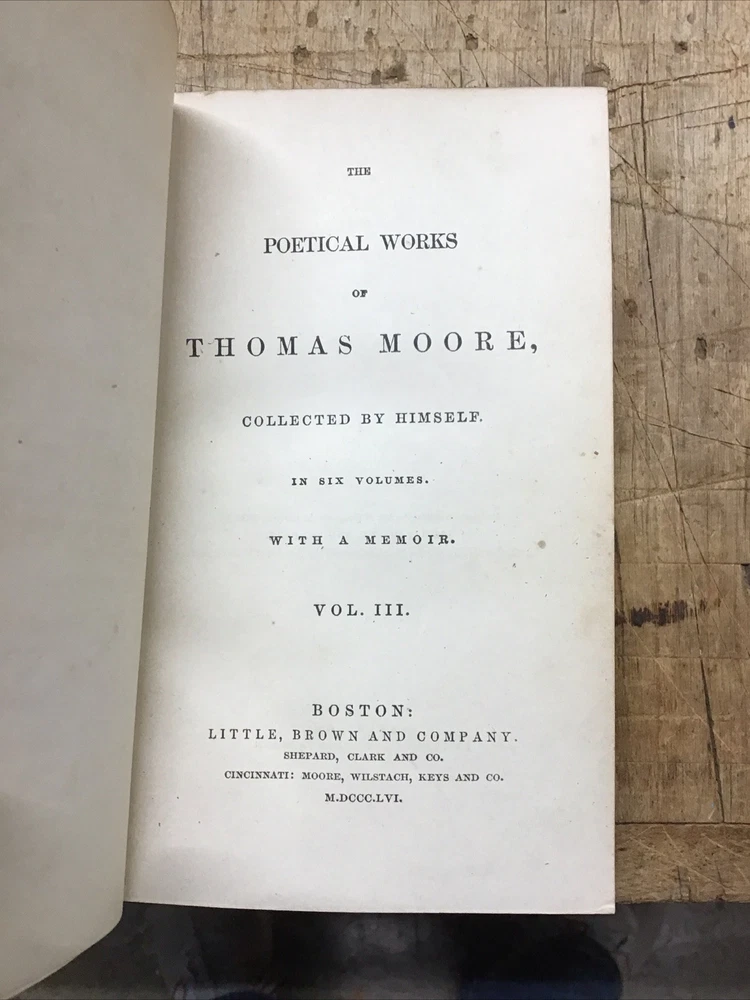 THE
POETICAL WORKS
OF
THOMAS MOORE,
COLLECTED BY HIMSELF.
IN SIX VOLUMES.
WITH A MEMOIR.
VOL. III.
BOSTON:
LITTLE, BROWN AND COMPANY.
SHEPARD, CLARK AND CO.
CINCINNATI: MOORE, WILSTACH, KEYS AND CO.
M.DCCC.LVI.